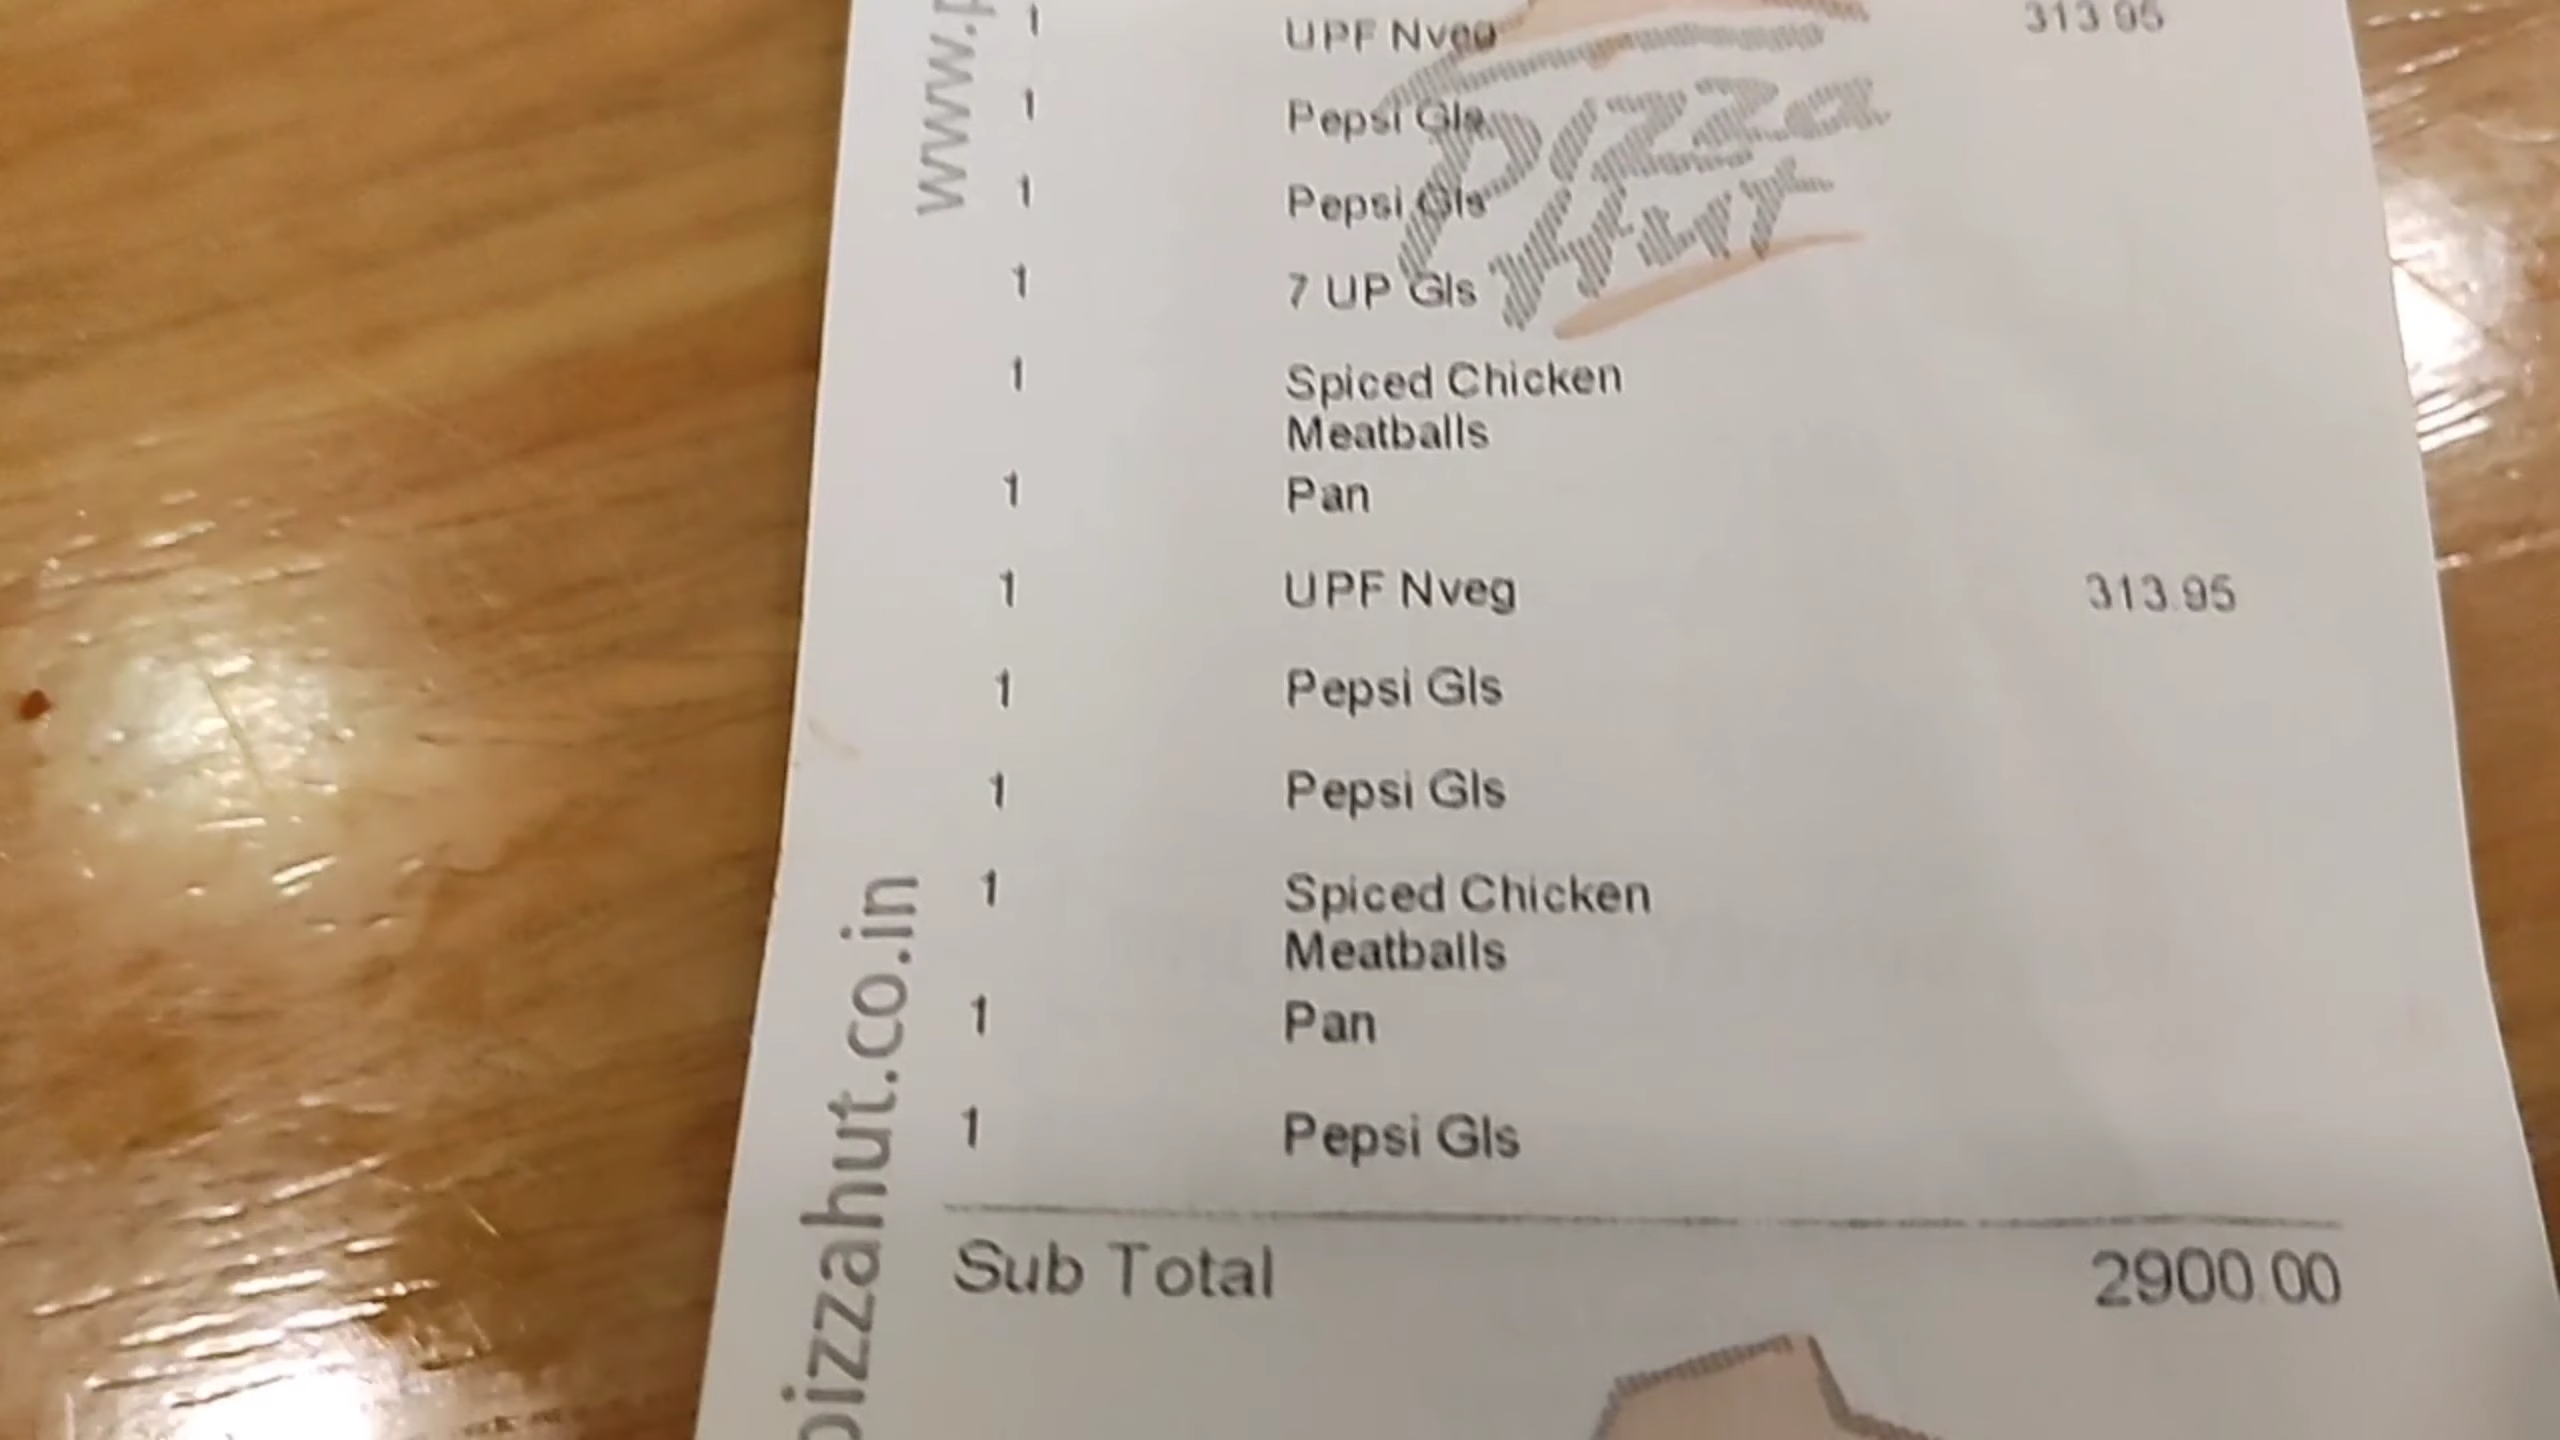 1 UPF Nveg 313.95
1 Pepsi Gls
1 Pepsi Gls
1 7 UP Gls
1 Spiced Chicken
Meatballs
1 Pan
1 UPF Nveg 313.95
1 Pepsi Gls
1 Pepsi Gls
1 Spiced Chicken
Meatballs
1 Pan
1 Pepsi Gls
Sub Total 2900.00
Pizza
Hut
www.p
pizzahut.co.in